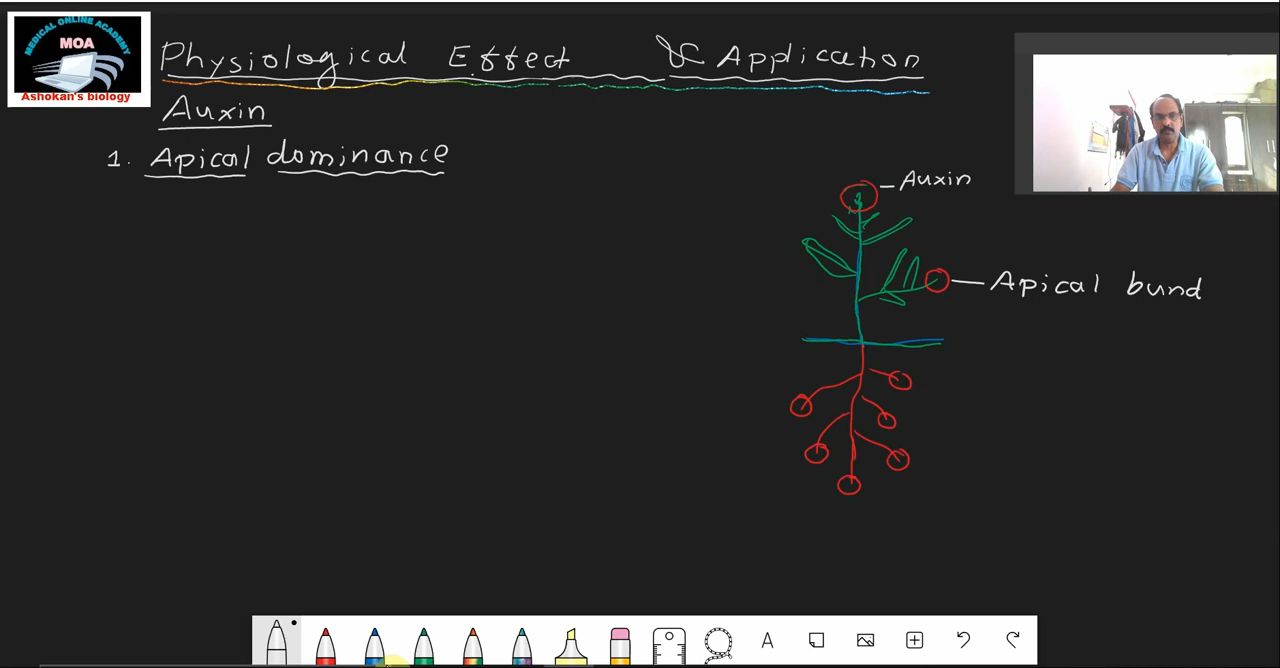 MEDICAL ONLINE ACADEMY
MOA
Ashokan's biology
Physiological Effect & Application
Auxin
1. Apical dominance
Auxin
Apical bund
A